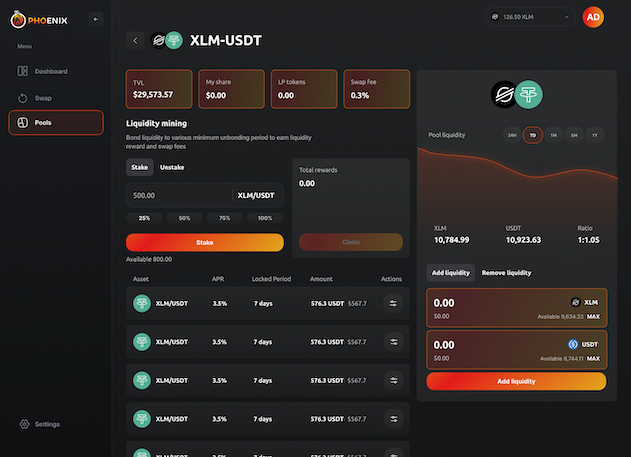 PHOENIX
126.50 XLM
AD
Menu
Dashboard
Swap
Pools
Settings
XLM-USDT
TVL
$29,573.57
My share
$0.00
LP tokens
0.00
Swap fee
0.3%
Liquidity mining
Bond liquidity to various minimum unbonding period to earn liquidity
reward and swap fees
Stake
Unstake
500.00
XLM/USDT
25%
50%
75%
100%
Stake
Available 800.00
Total rewards
0.00
Claim
Asset APR Locked Period Amount Actions
XLM/USDT 3.5% 7 days 576.3 USDT $567.7
XLM/USDT 3.5% 7 days 576.3 USDT $567.7
XLM/USDT 3.5% 7 days 576.3 USDT $567.7
XLM/USDT 3.5% 7 days 576.3 USDT $567.7
XLM/USDT 3.5% 7 days 576.3 USDT $567.7
Pool liquidity
24H
7D
1M
3M
1Y
XLM
10,784.99
USDT
10,923.63
Ratio
1:1.05
Add liquidity
Remove liquidity
0.00
XLM
$0.00
Available 9,634.33 MAX
0.00
USDT
$0.00
Available 8,744.11 MAX
Add liquidity